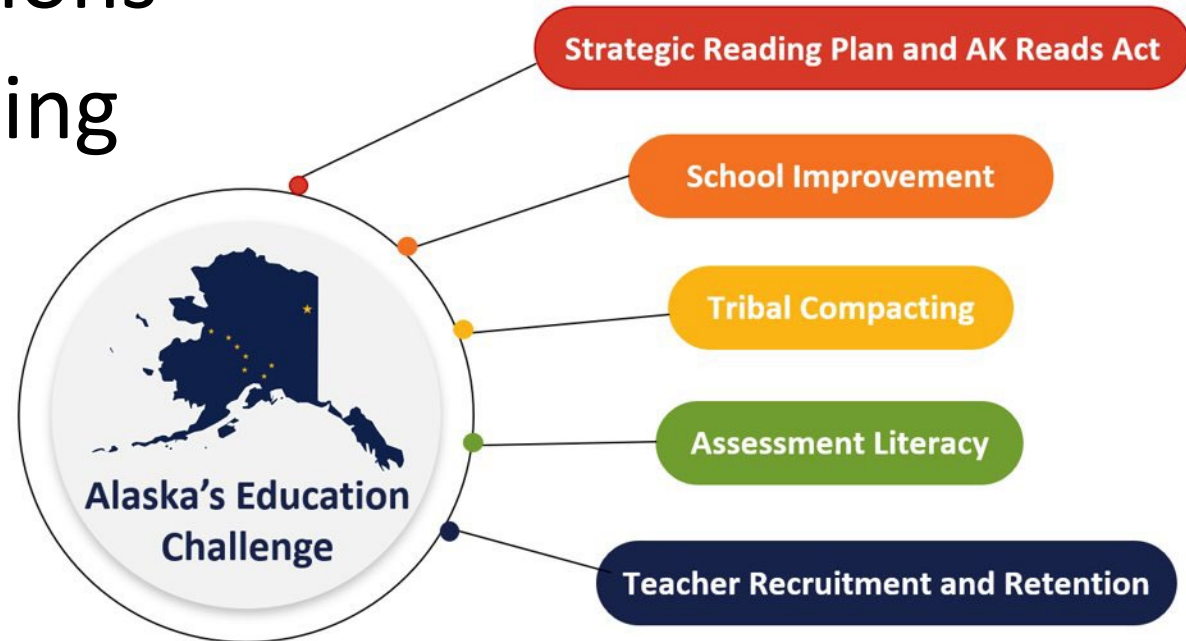 ing
Strategic Reading Plan and AK Reads Act
School Improvement
Tribal Compacting
Assessment Literacy
Teacher Recruitment and Retention
Alaska's Education
Challenge